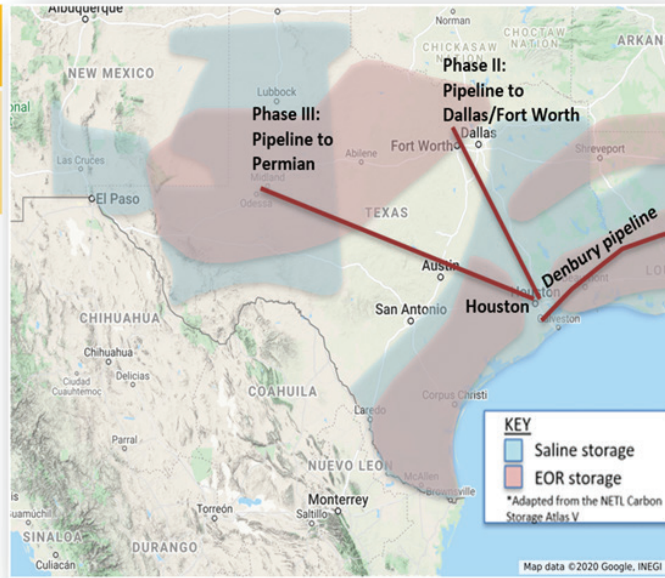 Albuquerque
Norman
CHICKASAW
NATION
CHOCTAW
NATION
ARKAN
NEW MEXICO
Phase II:
Pipeline to
Dallas/Fort Worth
Lubbock
Phase III:
Pipeline to
Permian
Dallas
Fort Worth
Abilene
Shreveport
Las Cruces
El Paso
Midland
Odessa
TEXAS
Denbury pipeline
LOU
Austin
Beaumont
Houston
Houston
Galveston
San Antonio
CHIHUAHUA
Chihuahua
Ciudad
Cuauhtemoc
Delicias
COAHUILA
Corpus Christi
Laredo
KEY
Saline storage
EOR storage
*Adapted from the NETL Carbon
Storage Atlas V
Parral
NUEVO LEON
McAllen
Brownsville
Monterrey
Saltillo
Torreón
SINALOA
Culiacán
DURANGO
Map data ©2020 Google, INEGI